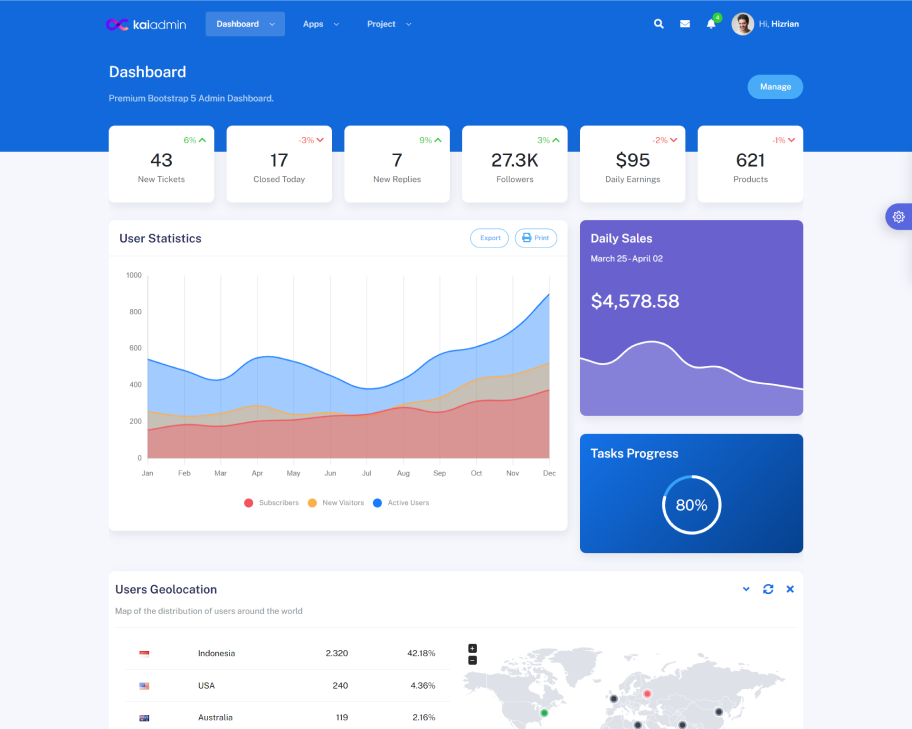 kaiadmin
Dashboard
Apps
Project
4
Hi, Hizrian
Dashboard
Premium Bootstrap 5 Admin Dashboard.
Manage
6%
43
New Tickets
-3%
17
Closed Today
9%
7
New Replies
3%
27.3K
Followers
-2%
$95
Daily Earnings
-1%
621
Products
User Statistics
Export
Print
1000
800
600
400
200
0
Jan Feb Mar Apr May Jun Jul Aug Sep Oct Nov Dec
Subscribers New Visitors Active Users
Daily Sales
March 25 - April 02
$4,578.58
Tasks Progress
80%
Users Geolocation
Map of the distribution of users around the world
Indonesia 2.320 42.18%
USA 240 4.36%
Australia 119 2.16%
+
−